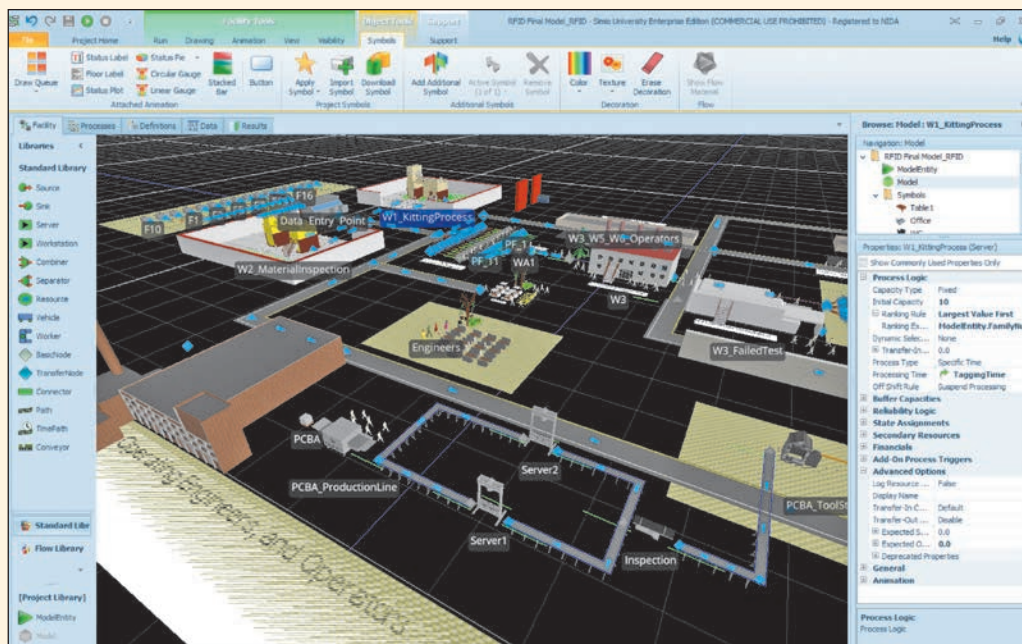 Facility Tools
Object Tools
Support
RFID Final Model_RFID - Simio University Enterprise Edition (COMMERCIAL USE PROHIBITED) - Registered to NIDA
File
Project Home
Run
Drawing
Animation
View
Visibility
Symbols
Support
Help
Draw Queue
Status Label
Floor Label
Status Plot
Status Pie
Circular Gauge
Linear Gauge
Stacked Bar
Button
Apply Symbol
Import Symbol
Download Symbol
Add Additional Symbol
Active Symbol (1 of 1)
Remove Symbol
Color
Texture
Erase Decoration
Show Flow Material
Attached Animation
Project Symbols
Additional Symbols
Decoration
Flow
Facility
Processes
Definitions
Data
Results
Libraries
Standard Library
Source
Sink
Server
Workstation
Combiner
Separator
Resource
Vehicle
Worker
BasicNode
TransferNode
Connector
Path
TimePath
Conveyor
Standard Libr
Flow Library
[Project Library]
ModelEntity
Model
F16
F1
F10
Data_Entry_Point
W1_KittingProcess
W2_MaterialInspection
PF_1
PF_11
WA1
W3_W5_W6_Operators
W3
W3_FailedTest
Engineers
PCBA
PCBA_ProductionLine
Server2
Server1
Inspection
PCBA_ToolSt
Browse: Model : W1_KittingProcess
Navigation: Model
RFID Final Model_RFID
ModelEntity
Model
Symbols
Table1
Office
Properties: W1_KittingProcess (Server)
Show Commonly Used Properties Only
Process Logic
Capacity Type Fixed
Initial Capacity 10
Ranking Rule Largest Value First
Ranking Ex...
Dynamic Selec... None
Transfer-In... 0.0
Process Type Specific Time
Processing Time TaggingTime
Off Shift Rule Suspend Processing
Buffer Capacities
Reliability Logic
State Assignments
Secondary Resources
Financials
Add-On Process Triggers
Advanced Options
Log Resource ... False
Display Name
Transfer-In C... Default
Transfer-Out ... Disable
Expected S... 0.0
Expected O... 0.0
Deprecated Properties
General
Animation
Process Logic
Process Logic